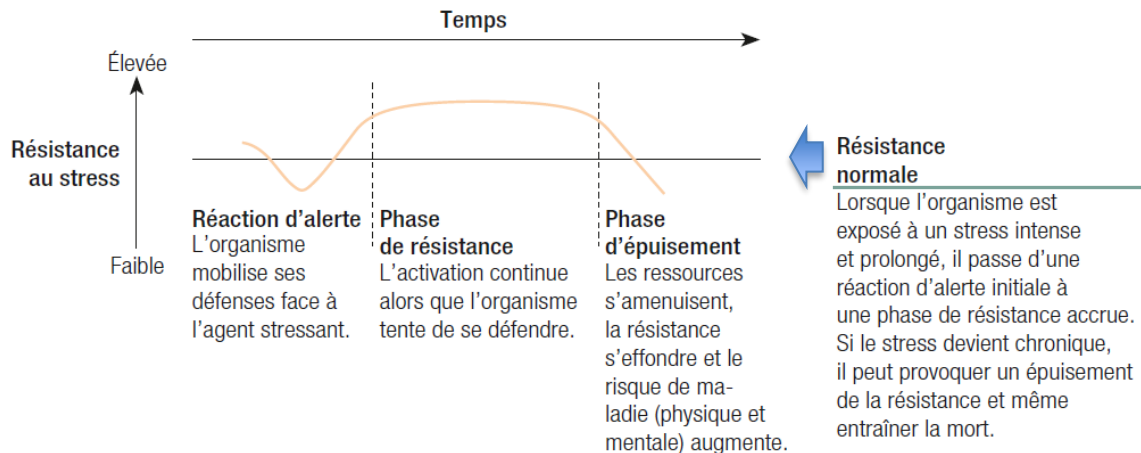 Temps
Élevée
Résistance
au stress
Faible
Réaction d’alerte
L’organisme
mobilise ses
défenses face à
l’agent stressant.
Phase
de résistance
L’activation continue
alors que l’organisme
tente de se défendre.
Phase
d’épuisement
Les ressources
s’amenuisent,
la résistance
s’effondre et le
risque de ma-
ladie (physique et
mentale) augmente.
Résistance
normale
Lorsque l’organisme est
exposé à un stress intense
et prolongé, il passe d’une
réaction d’alerte initiale à
une phase de résistance accrue.
Si le stress devient chronique,
il peut provoquer un épuisement
de la résistance et même
entraîner la mort.